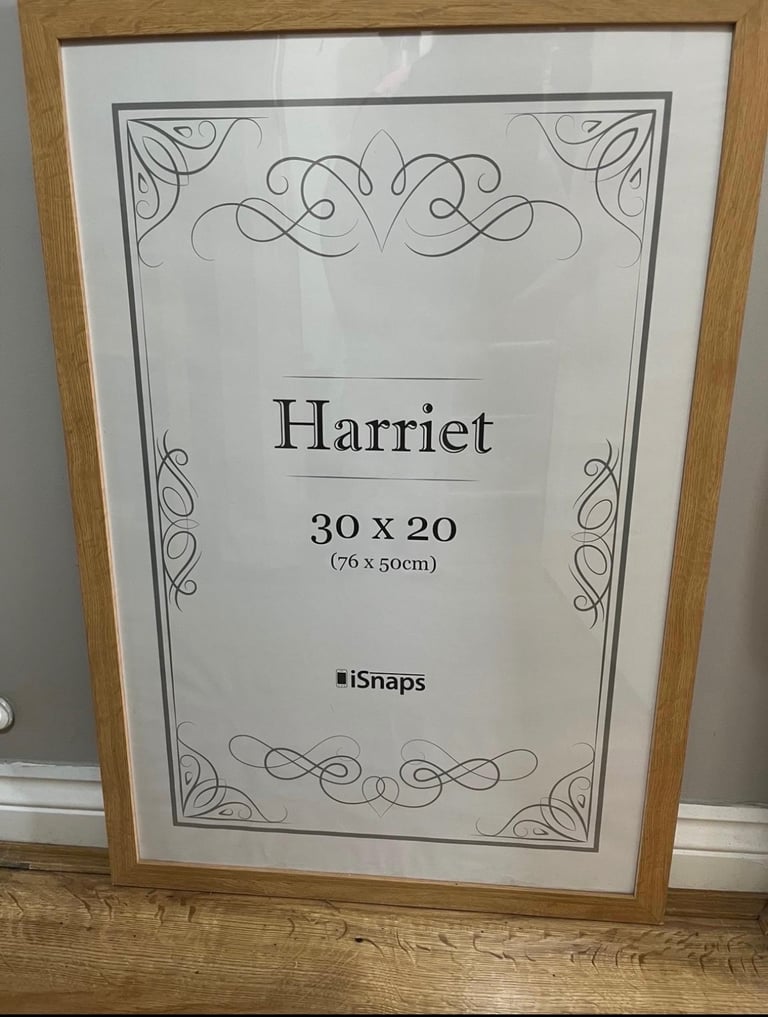 Harriet
30 x 20
(76 x 50cm)
iSnaps